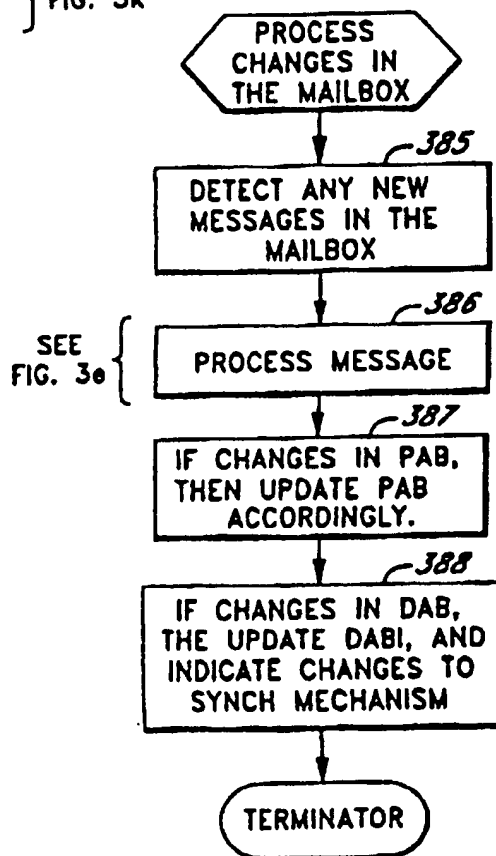 FIG. 3k
PROCESS
CHANGES IN
THE MAILBOX
385
DETECT ANY NEW
MESSAGES IN THE
MAILBOX
386
SEE
FIG. 3e
PROCESS MESSAGE
387
IF CHANGES IN PAB,
THEN UPDATE PAB
ACCORDINGLY.
388
IF CHANGES IN DAB,
THE UPDATE DABI, AND
INDICATE CHANGES TO
SYNCH MECHANISM
TERMINATOR